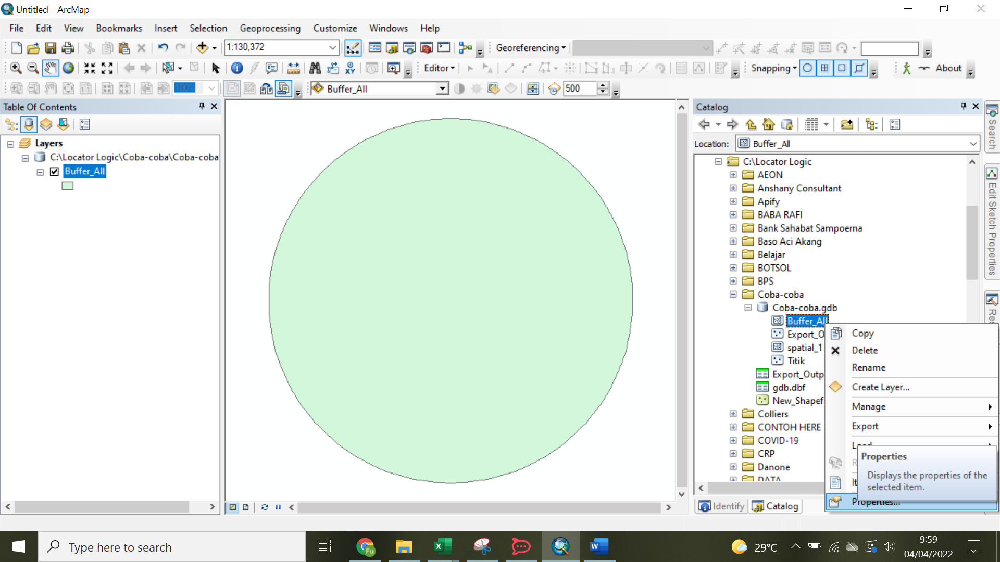 Untitled - ArcMap
File Edit View Bookmarks Insert Selection Geoprocessing Customize Windows Help
1:130,372
Georeferencing
Editor
Snapping
About
100%
Buffer_All
500
Table Of Contents
Layers
C:\Locator Logic\Coba-coba\Coba-coba
Buffer_All
Catalog
Location: Buffer_All
C:\Locator Logic
AEON
Anshany Consultant
Apify
BABA RAFI
Bank Sahabat Sampoerna
Baso Aci Akang
Belajar
BOTSOL
BPS
Coba-coba
Coba-coba.gdb
Buffer_All
Export_O
spatial_1
Titik
Export_Outp
gdb.dbf
New_Shapefi
Colliers
CONTOH HERE
COVID-19
CRP
Danone
DATA
Copy
Delete
Rename
Create Layer...
Manage
Export
Load
R
It
Properties...
Properties
Displays the properties of the
selected item.
Identify Catalog
Search
Edit Sketch Properties
Re
Type here to search
Fu
29°C
9:59
04/04/2022